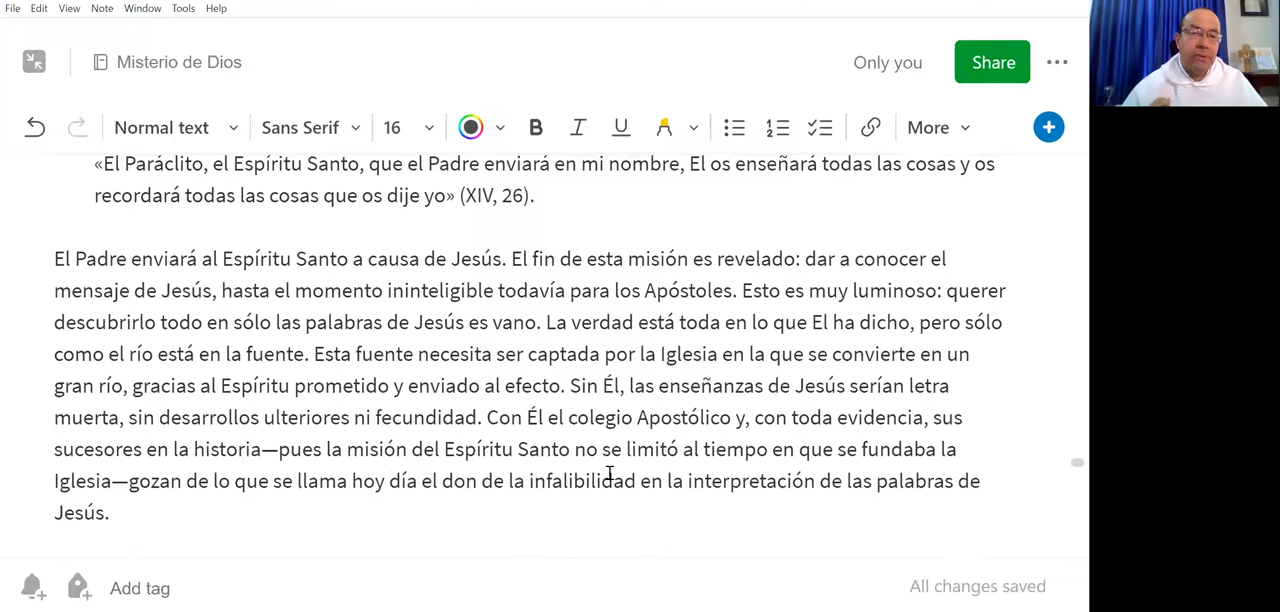 File Edit View Note Window Tools Help
Misterio de Dios
Only you
Share
Normal text
Sans Serif
16
More
«El Paráclito, el Espíritu Santo, que el Padre enviará en mi nombre, El os enseñará todas las cosas y os
recordará todas las cosas que os dije yo» (XIV, 26).
El Padre enviará al Espíritu Santo a causa de Jesús. El fin de esta misión es revelado: dar a conocer el
mensaje de Jesús, hasta el momento ininteligible todavía para los Apóstoles. Esto es muy luminoso: querer
descubrirlo todo en sólo las palabras de Jesús es vano. La verdad está toda en lo que El ha dicho, pero sólo
como el río está en la fuente. Esta fuente necesita ser captada por la Iglesia en la que se convierte en un
gran río, gracias al Espíritu prometido y enviado al efecto. Sin Él, las enseñanzas de Jesús serían letra
muerta, sin desarrollos ulteriores ni fecundidad. Con Él el colegio Apostólico y, con toda evidencia, sus
sucesores en la historia—pues la misión del Espíritu Santo no se limitó al tiempo en que se fundaba la
Iglesia—gozan de lo que se llama hoy día el don de la infalibilidad en la interpretación de las palabras de
Jesús.
Add tag
All changes saved